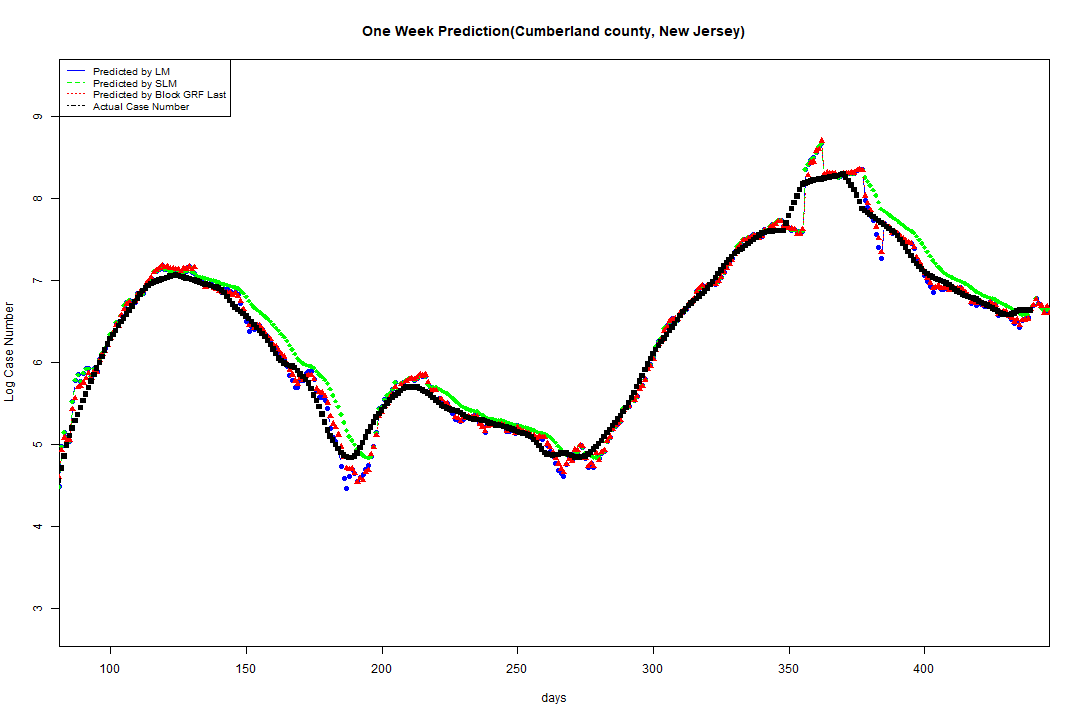 One Week Prediction(Cumberland county, New Jersey)
Predicted by LM
Predicted by SLM
Predicted by Block GRF Last
Actual Case Number
9
8
7
6
5
4
3
Log Case Number
100 150 200 250 300 350 400
days